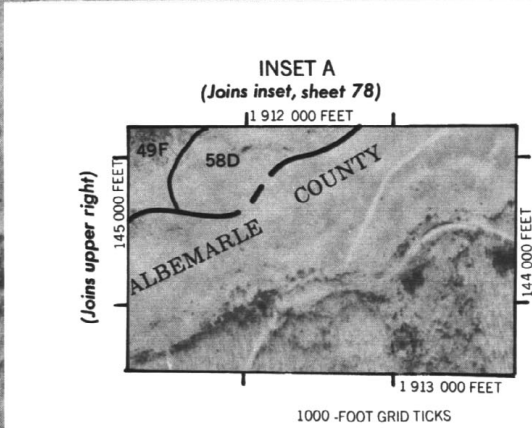 INSET A
(Joins inset, sheet 78)
1 912 000 FEET
49F
58D
COUNTY
ALBEMARLE
145 000 FEET
(Joins upper right)
144 000 FEET
1 913 000 FEET
1000 -FOOT GRID TICKS